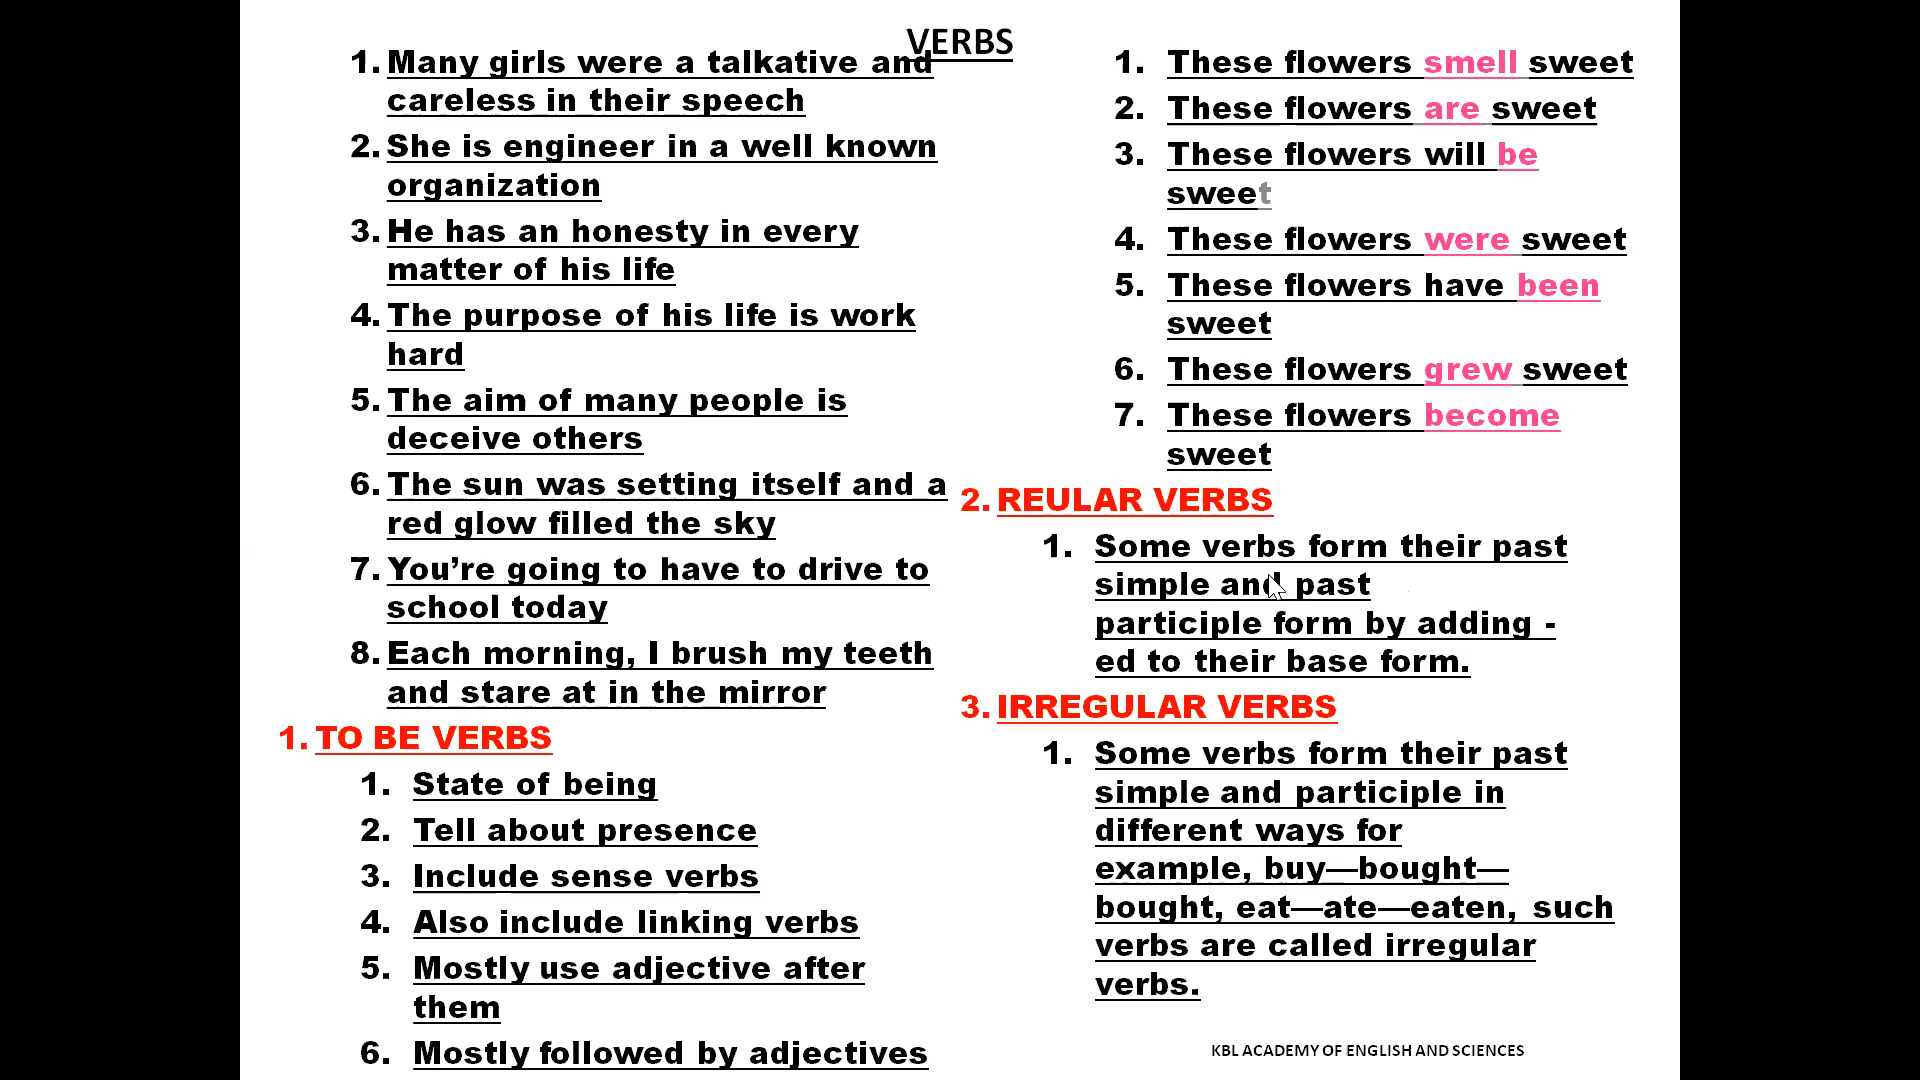 VERBS
1. Many girls were a talkative and
careless in their speech
2. She is engineer in a well known
organization
3. He has an honesty in every
matter of his life
4. The purpose of his life is work
hard
5. The aim of many people is
deceive others
6. The sun was setting itself and a
red glow filled the sky
7. You’re going to have to drive to
school today
8. Each morning, I brush my teeth
and stare at in the mirror
1. TO BE VERBS
1. State of being
2. Tell about presence
3. Include sense verbs
4. Also include linking verbs
5. Mostly use adjective after
them
6. Mostly followed by adjectives
1. These flowers smell sweet
2. These flowers are sweet
3. These flowers will be
sweet
4. These flowers were sweet
5. These flowers have been
sweet
6. These flowers grew sweet
7. These flowers become
sweet
2. REULAR VERBS
1. Some verbs form their past
simple and past
participle form by adding -
ed to their base form.
3. IRREGULAR VERBS
1. Some verbs form their past
simple and participle in
different ways for
example, buy—bought—
bought, eat—ate—eaten, such
verbs are called irregular
verbs.
KBL ACADEMY OF ENGLISH AND SCIENCES